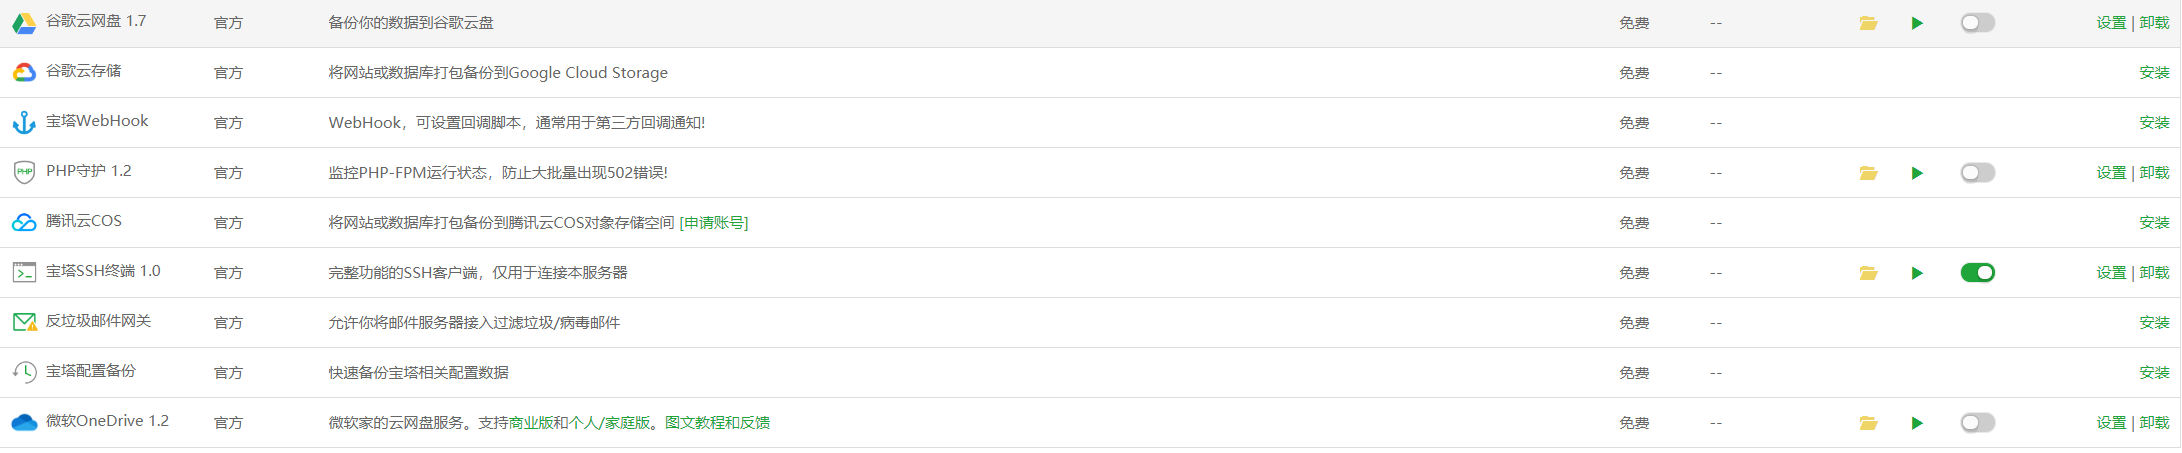 谷歌云网盘 1.7 官方 备份你的数据到谷歌云盘 免费 -- 设置 | 卸载
谷歌云存储 官方 将网站或数据库打包备份到Google Cloud Storage 免费 -- 安装
宝塔WebHook 官方 WebHook，可设置回调脚本，通常用于第三方回调通知! 免费 -- 安装
PHP PHP守护 1.2 官方 监控PHP-FPM运行状态，防止大批量出现502错误! 免费 -- 设置 | 卸载
腾讯云COS 官方 将网站或数据库打包备份到腾讯云COS对象存储空间 [申请账号] 免费 -- 安装
宝塔SSH终端 1.0 官方 完整功能的SSH客户端，仅用于连接本服务器 免费 -- 设置 | 卸载
反垃圾邮件网关 官方 允许你将邮件服务器接入过滤垃圾/病毒邮件 免费 -- 安装
宝塔配置备份 官方 快速备份宝塔相关配置数据 免费 -- 安装
微软OneDrive 1.2 官方 微软家的云网盘服务。支持商业版和个人/家庭版。图文教程和反馈 免费 -- 设置 | 卸载